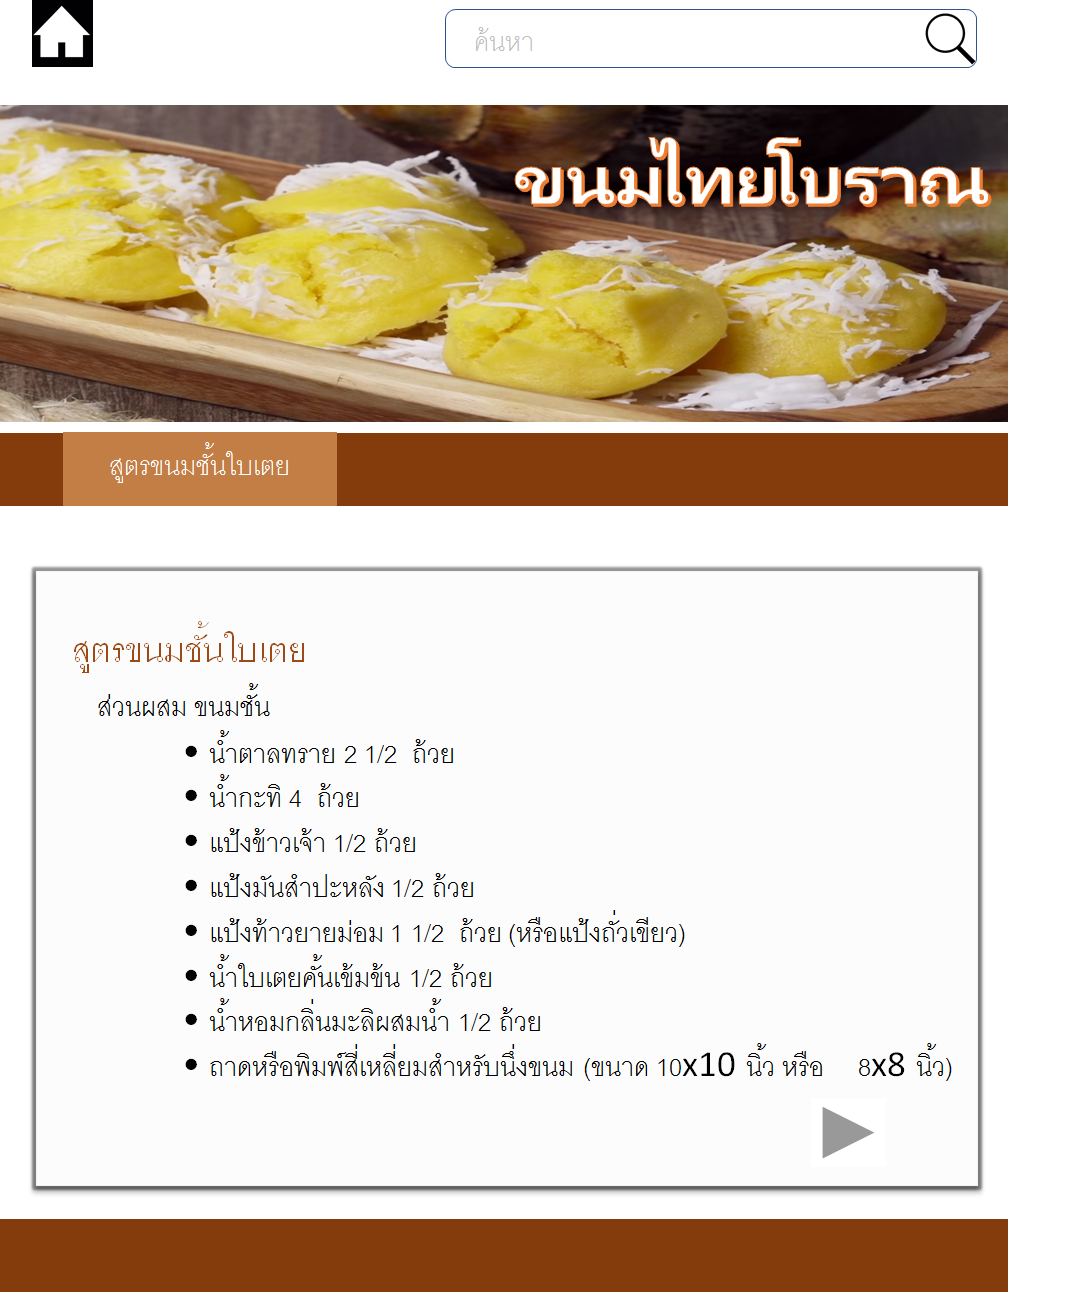 ค้นหา
ขนมไทยโบราณ
สูตรขนมชั้นใบเตย
สูตรขนมชั้นใบเตย
ส่วนผสม ขนมชั้น
• น้ำตาลทราย 2 1/2 ถ้วย
• น้ำกะทิ 4 ถ้วย
• แป้งข้าวเจ้า 1/2 ถ้วย
• แป้งมันสำปะหลัง 1/2 ถ้วย
• แป้งท้าวยายม่อม 1 1/2 ถ้วย (หรือแป้งถั่วเขียว)
• น้ำใบเตยคั้นเข้มข้น 1/2 ถ้วย
• น้ำหอมกลิ่นมะลิผสมน้ำ 1/2 ถ้วย
• ถาดหรือพิมพ์สี่เหลี่ยมสำหรับนึ่งขนม (ขนาด 10x10 นิ้ว หรือ 8x8 นิ้ว)